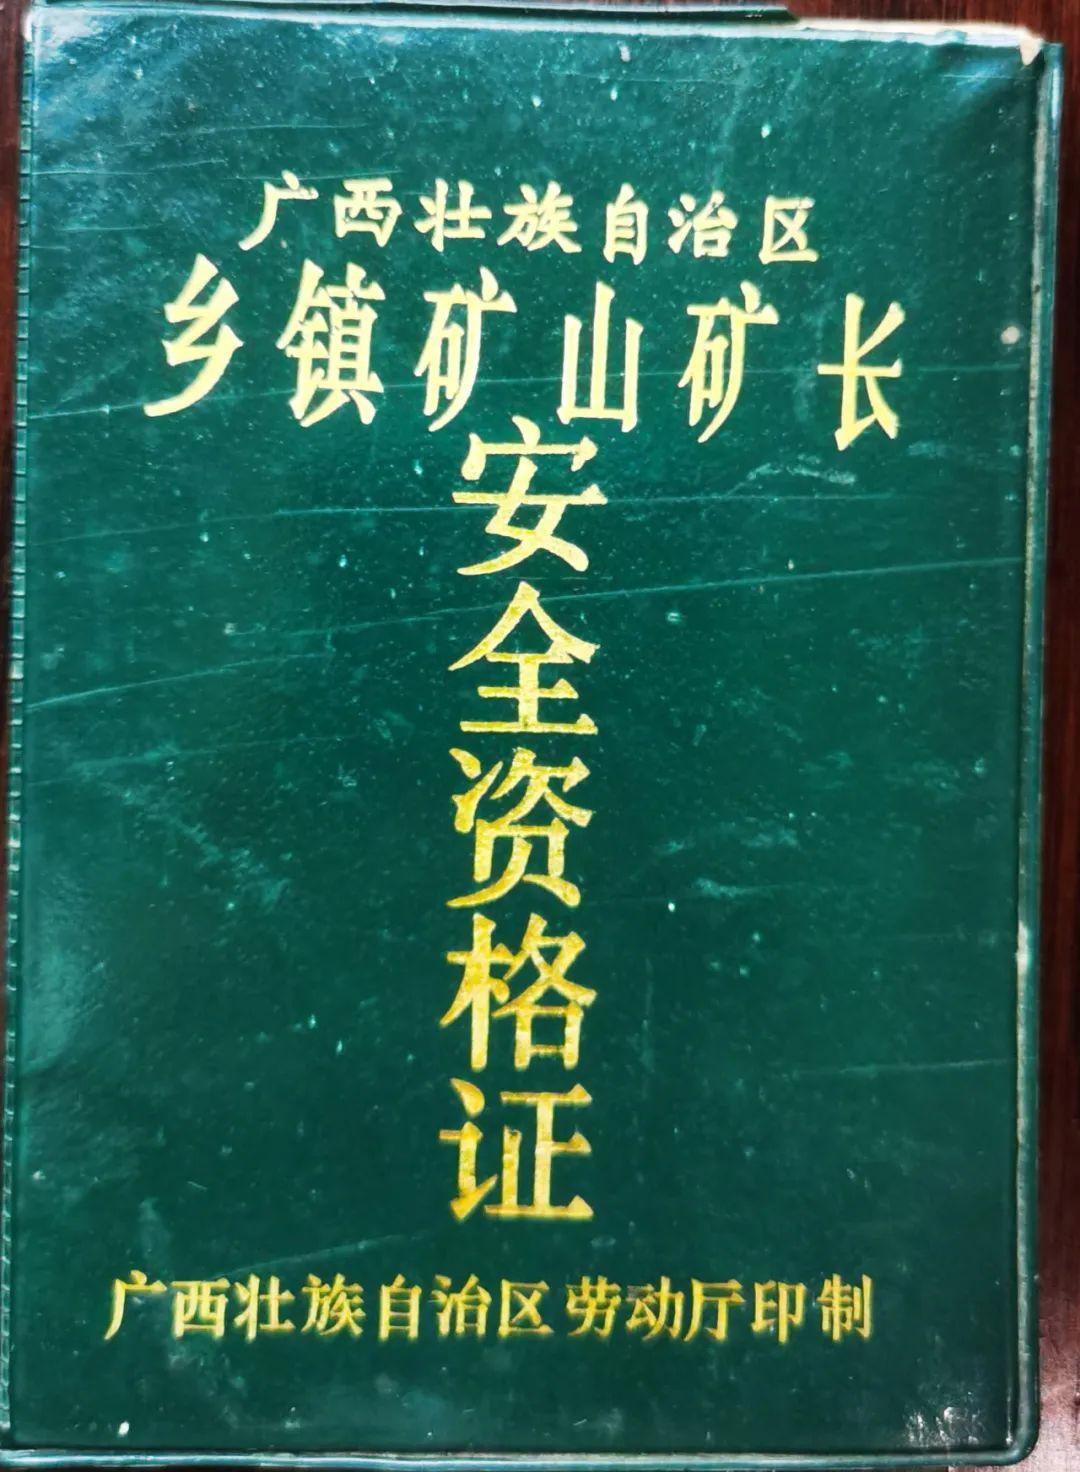 广西壮族自治区
乡镇矿山矿长
安全资格证
广西壮族自治区劳动厅印制